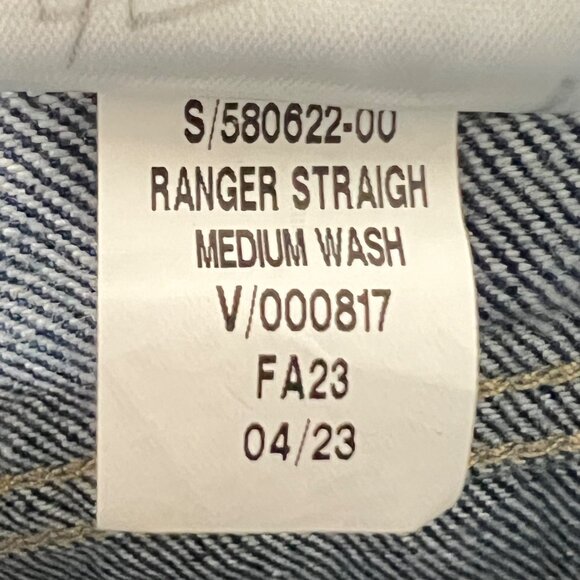 S/580622-00
RANGER STRAIGH
MEDIUM WASH
V/000817
FA23
04/23